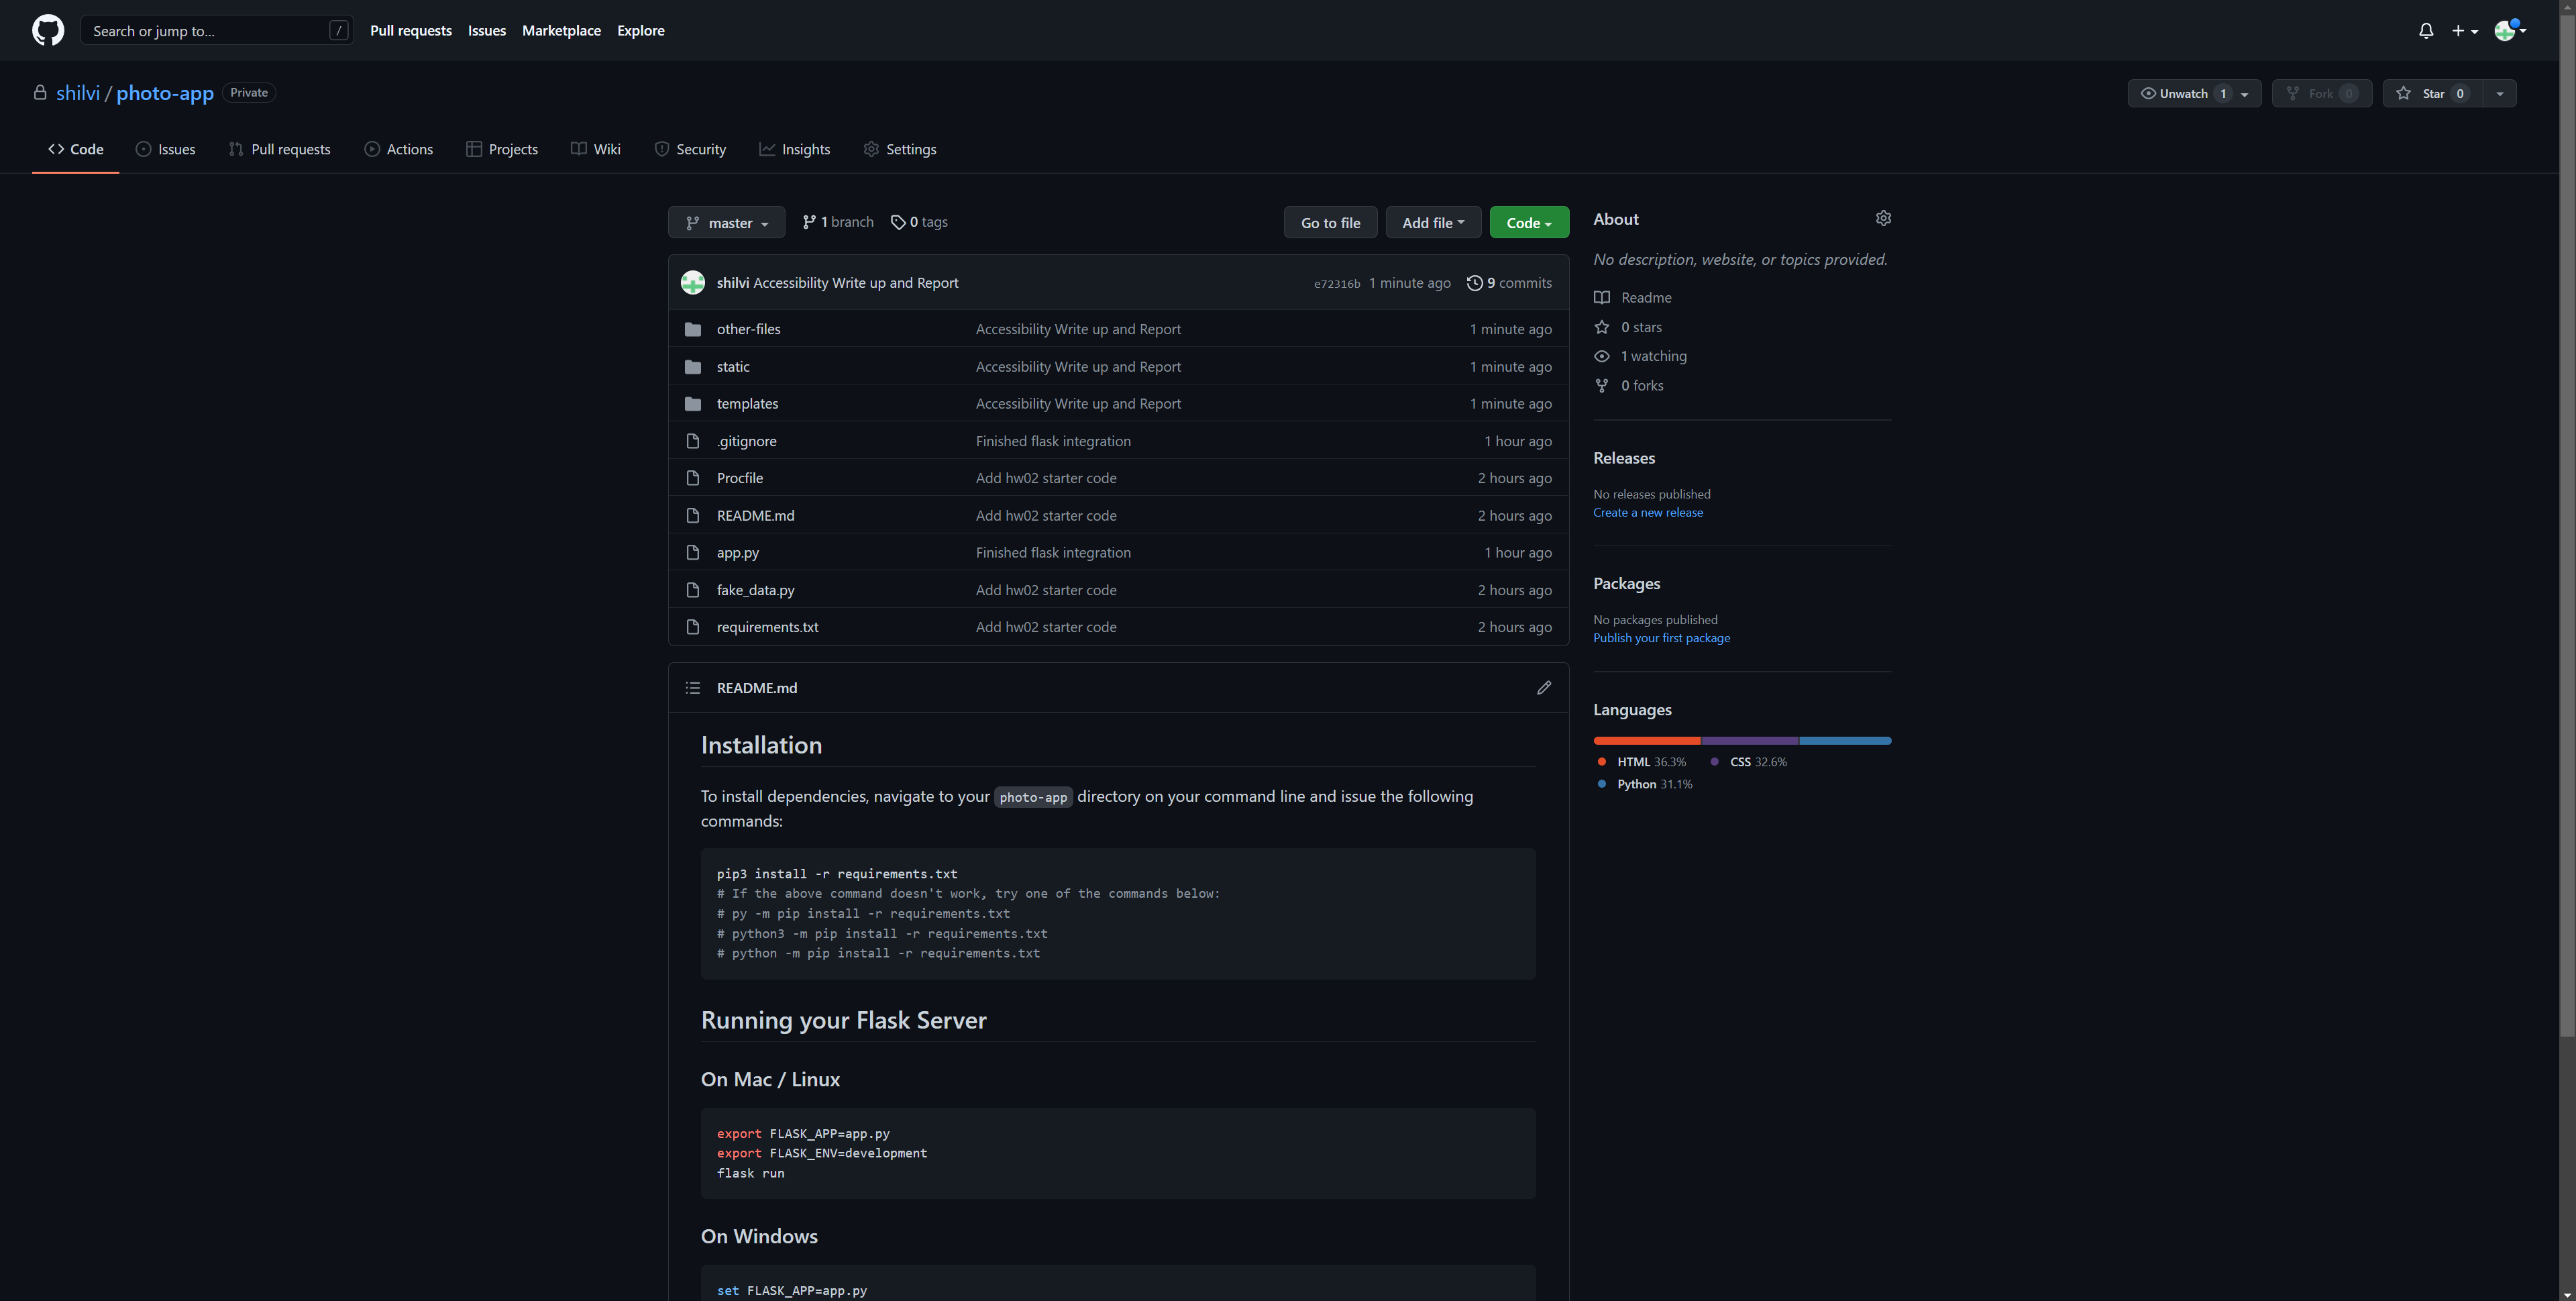 Search or jump to... /
Pull requests Issues Marketplace Explore
shilvi / photo-app Private
Unwatch 1 Fork 0 Star 0
Code Issues Pull requests Actions Projects Wiki Security Insights Settings
master 1 branch 0 tags Go to file Add file Code
shilvi Accessibility Write up and Report e72316b 1 minute ago 9 commits
other-files Accessibility Write up and Report 1 minute ago
static Accessibility Write up and Report 1 minute ago
templates Accessibility Write up and Report 1 minute ago
.gitignore Finished flask integration 1 hour ago
Procfile Add hw02 starter code 2 hours ago
README.md Add hw02 starter code 2 hours ago
app.py Finished flask integration 1 hour ago
fake_data.py Add hw02 starter code 2 hours ago
requirements.txt Add hw02 starter code 2 hours ago
README.md
Installation
To install dependencies, navigate to your photo-app directory on your command line and issue the following
commands:
pip3 install -r requirements.txt
# If the above command doesn't work, try one of the commands below:
# py -m pip install -r requirements.txt
# python3 -m pip install -r requirements.txt
# python -m pip install -r requirements.txt
Running your Flask Server
On Mac / Linux
export FLASK_APP=app.py
export FLASK_ENV=development
flask run
On Windows
set FLASK_APP=app.py
About
No description, website, or topics provided.
Readme
0 stars
1 watching
0 forks
Releases
No releases published
Create a new release
Packages
No packages published
Publish your first package
Languages
HTML 36.3% CSS 32.6%
Python 31.1%